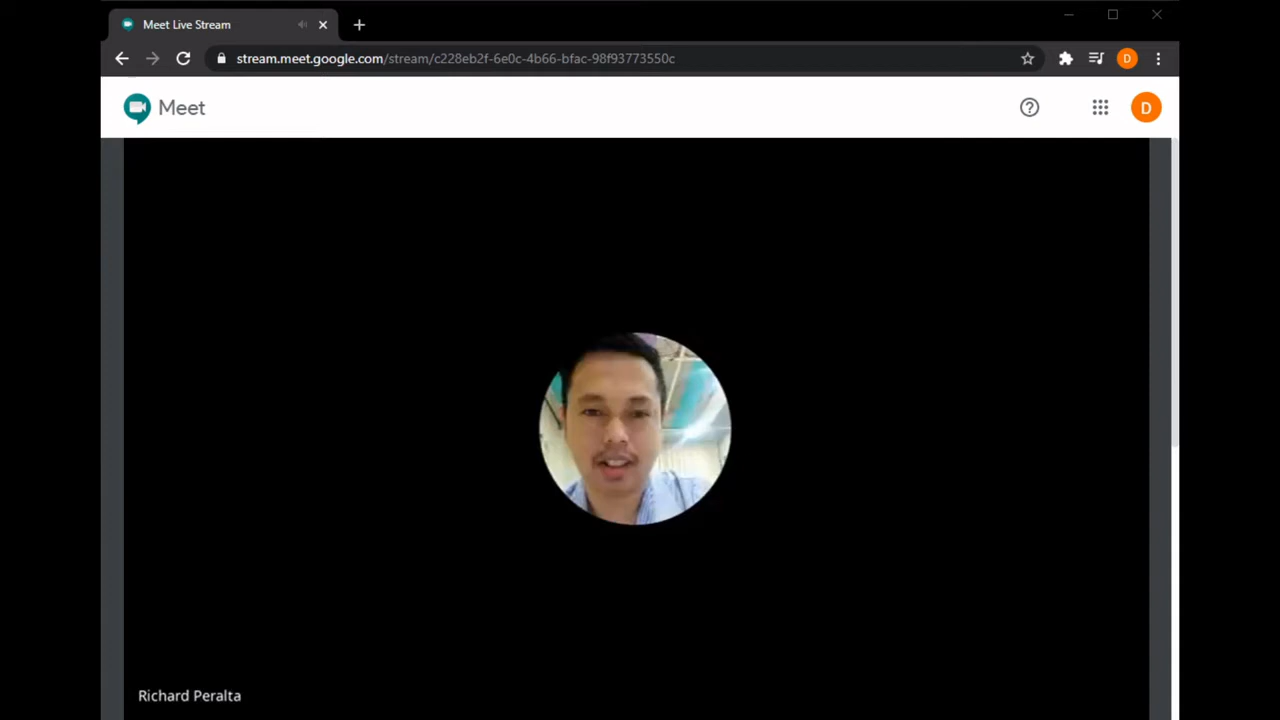 Meet Live Stream
stream.meet.google.com/stream/c228eb2f-6e0c-4b66-bfac-98f93773550c
D
Meet
D
Richard Peralta